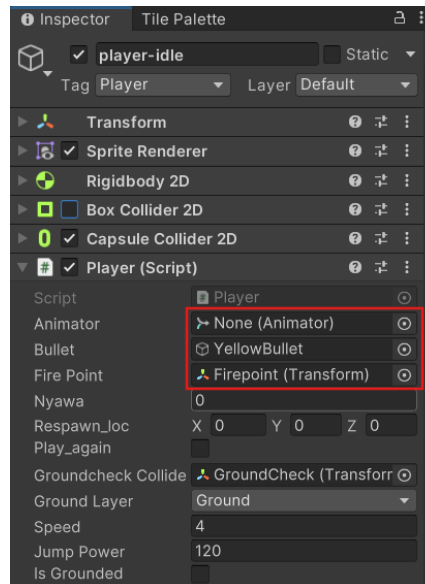 Inspector Tile Palette
player-idle Static
Tag Player Layer Default
Transform
Sprite Renderer
Rigidbody 2D
Box Collider 2D
Capsule Collider 2D
# Player (Script)
Script # Player
Animator None (Animator)
Bullet YellowBullet
Fire Point Firepoint (Transform)
Nyawa 0
Respawn_loc X 0 Y 0 Z 0
Play_again
Groundcheck Collide GroundCheck (Transforr
Ground Layer Ground
Speed 4
Jump Power 120
Is Grounded